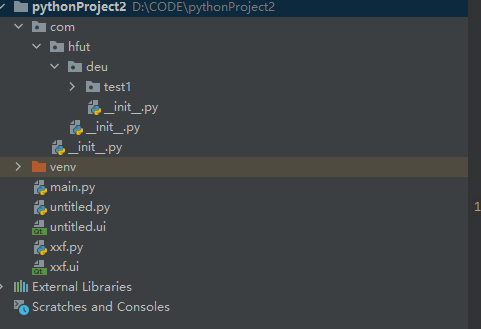 pythonProject2 D:\CODE\pythonProject2
com
hfut
deu
test1
__init__.py
__init__.py
__init__.py
venv
main.py
untitled.py
untitled.ui
xxf.py
xxf.ui
External Libraries
Scratches and Consoles
1